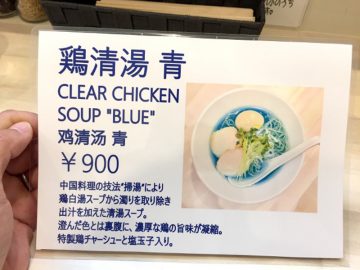 鶏清湯 青
CLEAR CHICKEN
SOUP "BLUE"
鸡清汤 青
￥900
中国料理の技法"掃湯"により
鶏白湯スープから濁りを取り除き
出汁を加えた清湯スープ。
澄んだ色とは裏腹に、濃厚な鶏の旨味が凝縮。
特製鶏チャーシューと塩玉子入り。